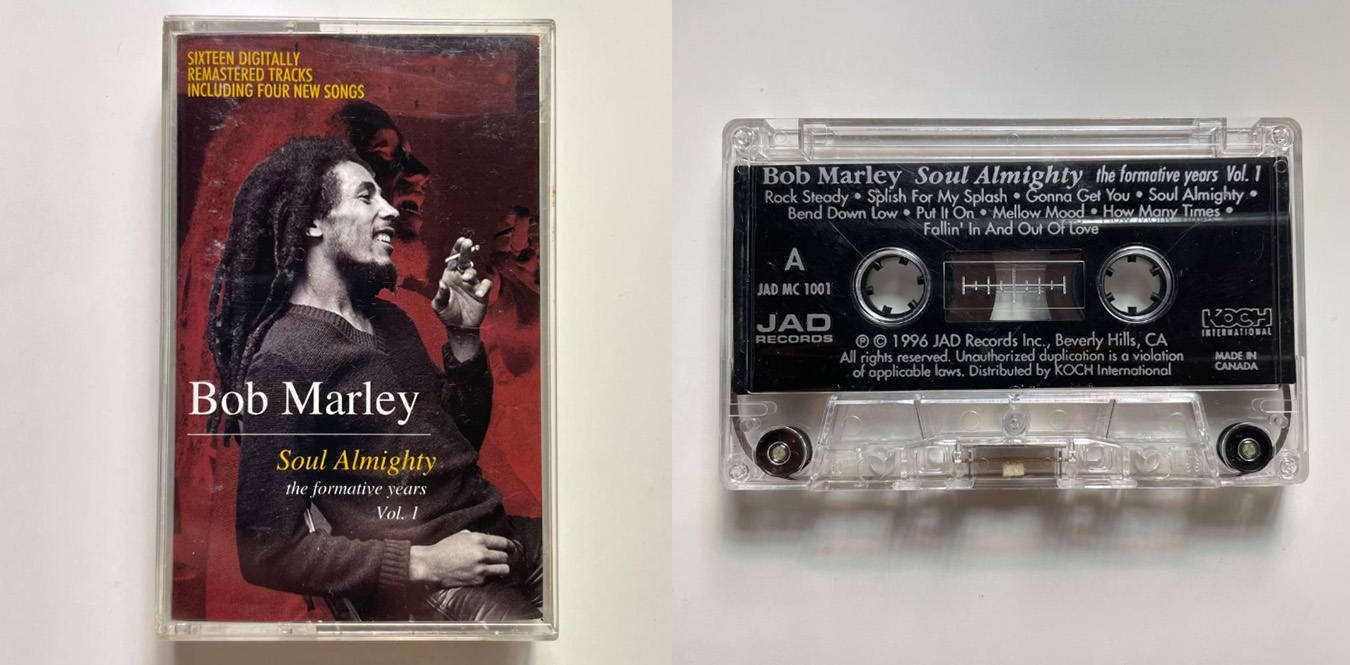 SIXTEEN DIGITALLY
REMASTERED TRACKS
INCLUDING FOUR NEW SONGS
Bob Marley
Soul Almighty
the formative years
Vol. 1
Bob Marley Soul Almighty the formative years Vol. 1
Rock Steady • Splish For My Splash • Gonna Get You • Soul Almighty •
Bend Down Low • Put It On • Mellow Mood • How Many Times •
Fallin' In And Out Of Love
A
JAD MC 1001
JAD
RECORDS
KOCH
INTERNATIONAL
℗ © 1996 JAD Records Inc., Beverly Hills, CA
All rights reserved. Unauthorized duplication is a violation
of applicable laws. Distributed by KOCH International
MADE IN
CANADA